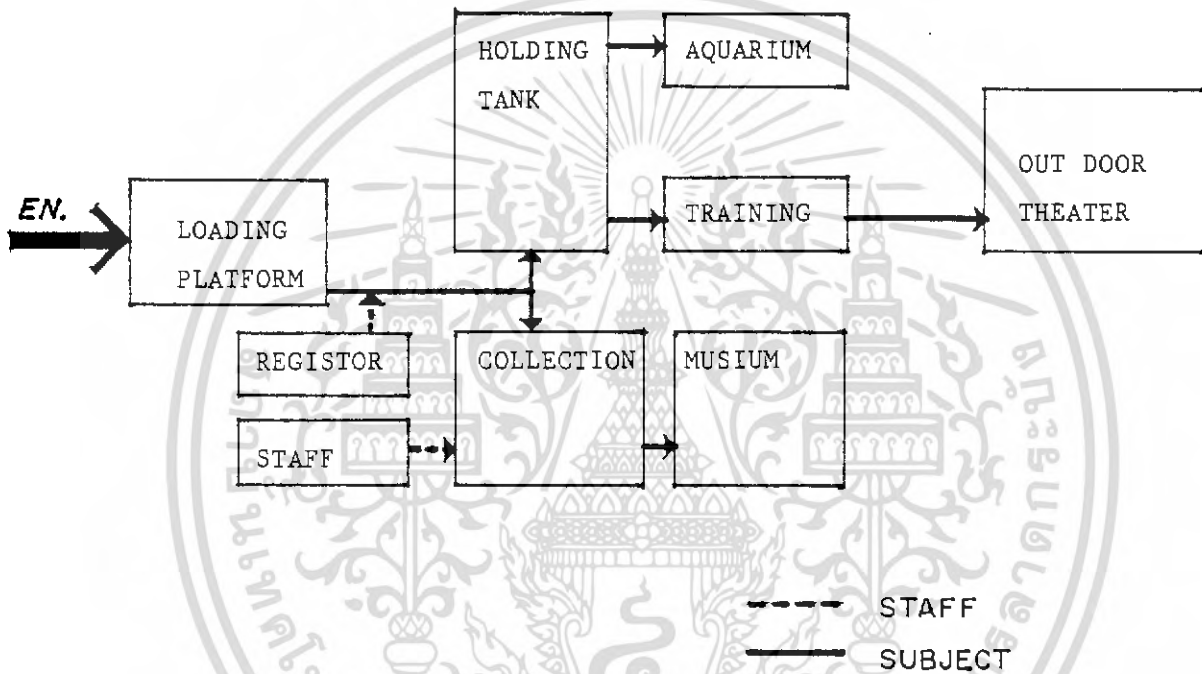 HOLDING
TANK
AQUARIUM
OUT DOOR
THEATER
TRAINING
EN.
LOADING
PLATFORM
REGISTOR
COLLECTION
MUSIUM
STAFF
STAFF
SUBJECT